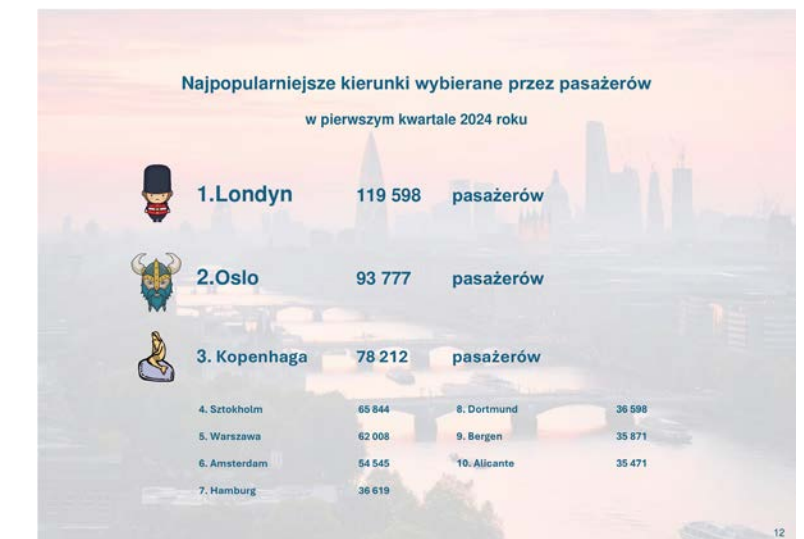 Najpopularniejsze kierunki wybierane przez pasażerów
w pierwszym kwartale 2024 roku
1.Londyn 119 598 pasażerów
2.Oslo 93 777 pasażerów
3. Kopenhaga 78 212 pasażerów
4. Sztokholm 65 844 8. Dortmund 36 598
5. Warszawa 62 008 9. Bergen 35 871
6. Amsterdam 54 545 10. Alicante 35 471
7. Hamburg 36 619
12